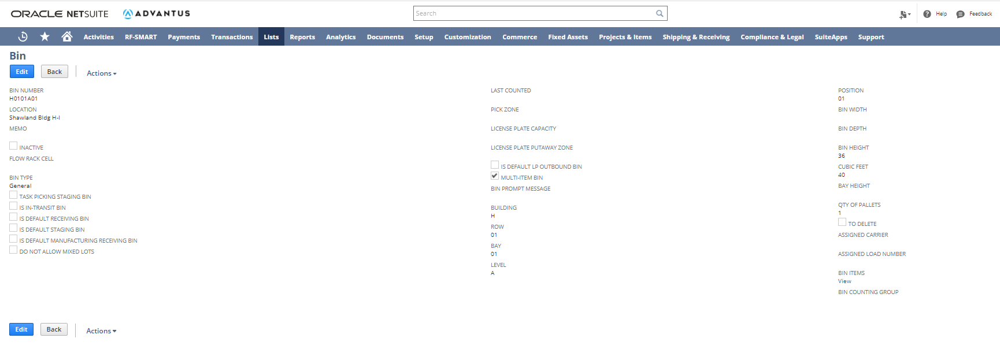 ORACLE NETSUITE
ADVANTUS
Search
Help
Feedback
Activities
RF-SMART
Payments
Transactions
Lists
Reports
Analytics
Documents
Setup
Customization
Commerce
Fixed Assets
Projects & Items
Shipping & Receiving
Compliance & Legal
SuiteApps
Support
Bin
Edit
Back
Actions
BIN NUMBER
H0101A01
LOCATION
Shawland Bldg H-I
MEMO
INACTIVE
FLOW RACK CELL
BIN TYPE
General
TASK PICKING STAGING BIN
IS IN-TRANSIT BIN
IS DEFAULT RECEIVING BIN
IS DEFAULT STAGING BIN
IS DEFAULT MANUFACTURING RECEIVING BIN
DO NOT ALLOW MIXED LOTS
LAST COUNTED
PICK ZONE
LICENSE PLATE CAPACITY
LICENSE PLATE PUTAWAY ZONE
IS DEFAULT LP OUTBOUND BIN
MULTI-ITEM BIN
BIN PROMPT MESSAGE
BUILDING
H
ROW
01
BAY
01
LEVEL
A
POSITION
01
BIN WIDTH
BIN DEPTH
BIN HEIGHT
36
CUBIC FEET
40
BAY HEIGHT
QTY OF PALLETS
1
TO DELETE
ASSIGNED CARRIER
ASSIGNED LOAD NUMBER
BIN ITEMS
View
BIN COUNTING GROUP
Edit
Back
Actions